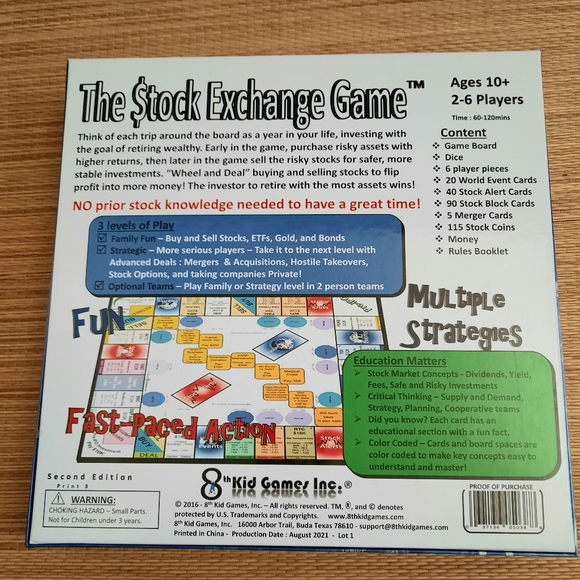 The $tock Exchange Game™
Ages 10+
2-6 Players
Time : 60-120mins
Think of each trip around the board as a year in your life, investing with
the goal of retiring wealthy. Early in the game, purchase risky assets with
higher returns, then later in the game sell the risky stocks for safer, more
stable investments. "Wheel and Deal" buying and selling stocks to flip
profit into more money! The investor to retire with the most assets wins!
NO prior stock knowledge needed to have a great time!
Content
❖ Game Board
❖ Dice
❖ 6 player pieces
❖ 20 World Event Cards
❖ 40 Stock Alert Cards
❖ 90 Stock Block Cards
❖ 5 Merger Cards
❖ 115 Stock Coins
❖ Money
❖ Rules Booklet
3 levels of Play
☑ Family Fun – Buy and Sell Stocks, ETFs, Gold, and Bonds
☑ Strategic – More serious players – Take it to the next level with
Advanced Deals : Mergers & Acquisitions, Hostile Takeovers,
Stock Options, and taking companies Private!
☑ Optional Teams – Play Family or Strategy level in 2 person teams
FUN
Multiple
Strategies
Fast-paced Action
BUY
DEAL
Education Matters
➢ Stock Market Concepts - Dividends, Yield,
Fees, Safe and Risky Investments
➢ Critical Thinking – Supply and Demand,
Strategy, Planning, Cooperative teams
➢ Did you know? Each card has an
educational section with a fun fact.
➢ Color Coded – Cards and board spaces are
color coded to make key concepts easy to
understand and master!
Second Edition
Print 3
⚠ WARNING:
CHOKING HAZARD – Small Parts.
Not for Children under 3 years.
8th Kid Games Inc.®
© 2016 - 8th Kid Games, Inc – All rights reserved. TM, ®, and © denotes
protected by U.S. Trademarks and Copyrights. www.8thkidgames.com
8th Kid Games, Inc. 16000 Arbor Trail, Buda Texas 78610 - support@8thkidgames.com
Printed in China - Production Date : August 2021 - Lot 1
PROOF OF PURCHASE